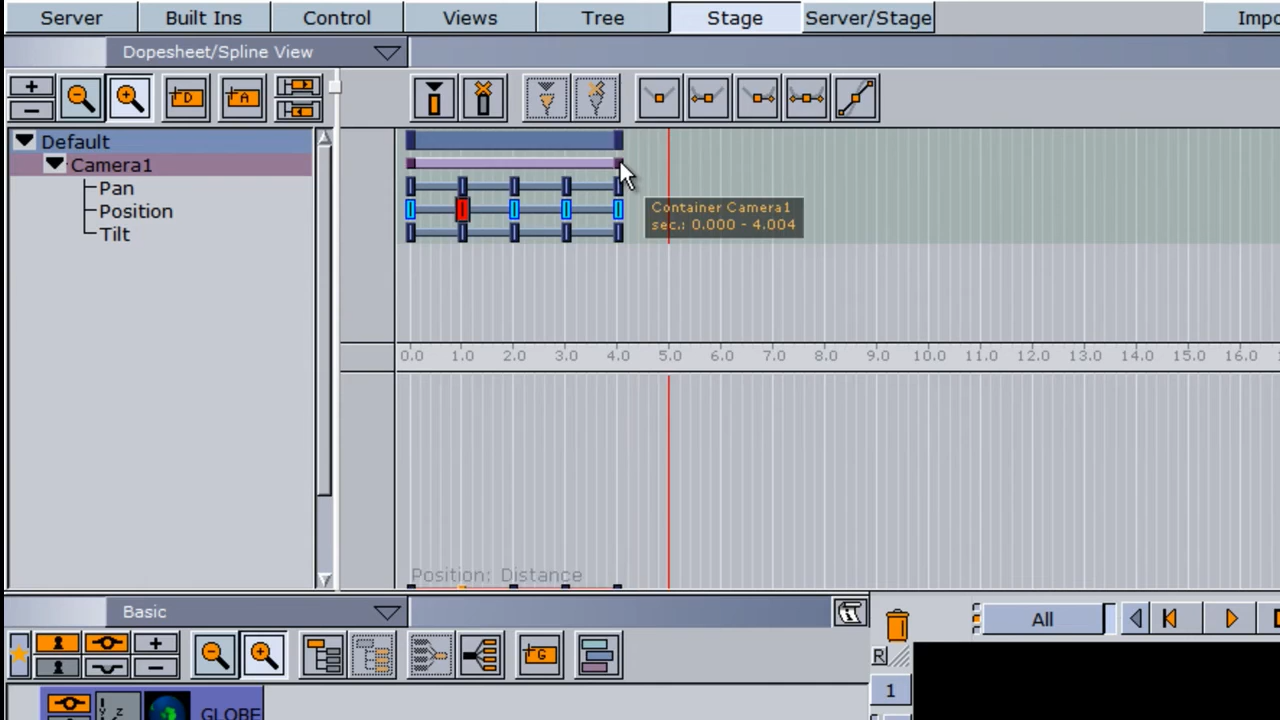 Server Built Ins Control Views Tree Stage Server/Stage Impo
Dopesheet/Spline View
+D +A
Default
Camera1
Pan
Position
Tilt
Container Camera1
sec.: 0.000 - 4.004
0.0 1.0 2.0 3.0 4.0 5.0 6.0 7.0 8.0 9.0 10.0 11.0 12.0 13.0 14.0 15.0 16.0
Position: Distance
Basic
+G
All
R
1
GLOBE